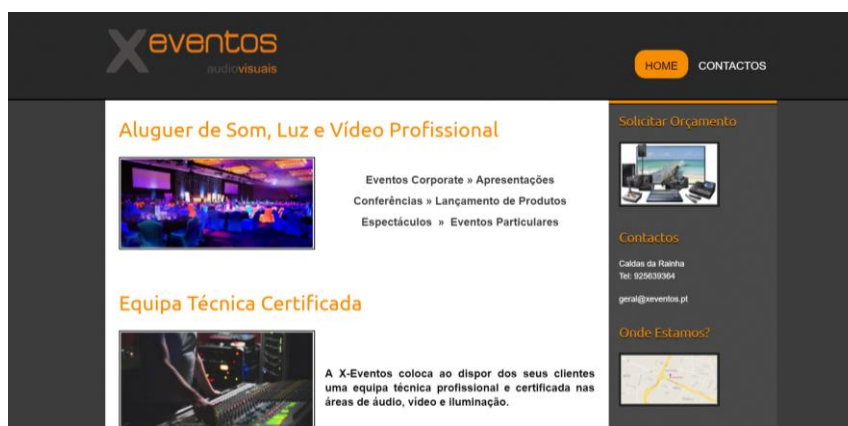 Xeventos
audiovisuais
HOME
CONTACTOS
Aluguer de Som, Luz e Vídeo Profissional
Eventos Corporate » Apresentações
Conferências » Lançamento de Produtos
Espectáculos » Eventos Particulares
Equipa Técnica Certificada
A X-Eventos coloca ao dispor dos seus clientes
uma equipa técnica profissional e certificada nas
áreas de áudio, vídeo e iluminação.
Solicitar Orçamento
Contactos
Caldas da Rainha
Tel: 925639364
geral@xeventos.pt
Onde Estamos?